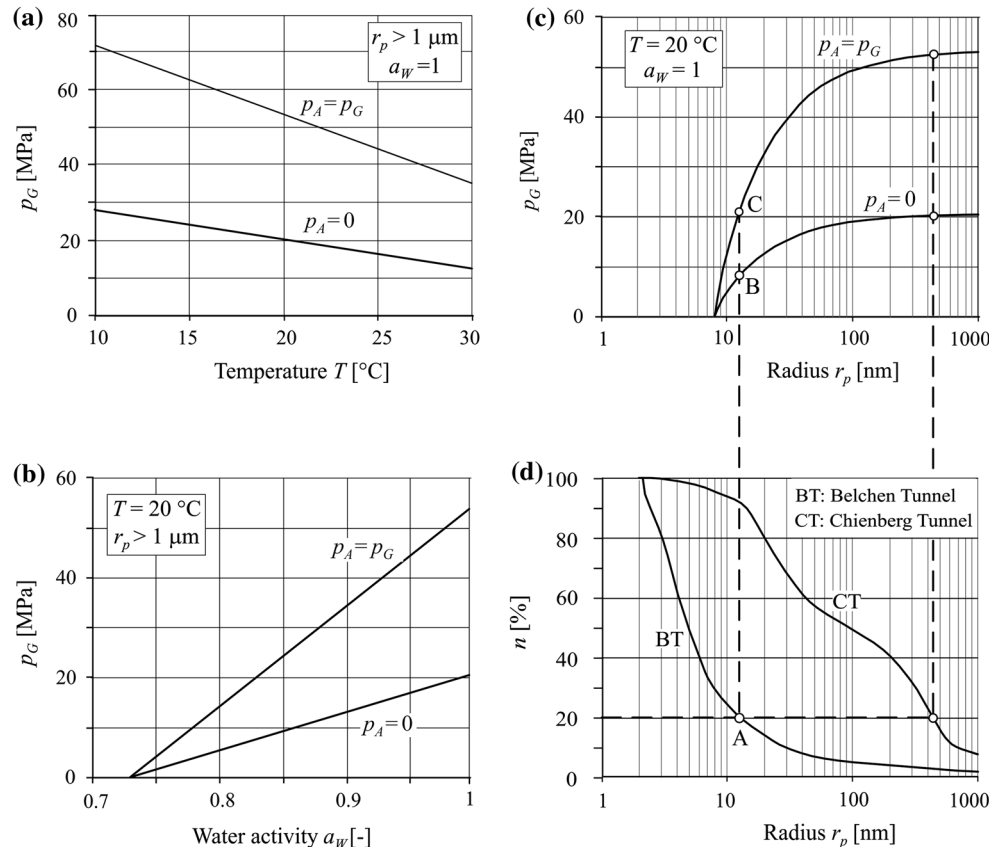 (a)
r_p > 1 μm
a_W = 1
p_A = p_G
p_A = 0
80
60
40
20
0
p_G [MPa]
10 15 20 25 30
Temperature T [°C]
(b)
T = 20 °C
r_p > 1 μm
p_A = p_G
p_A = 0
60
40
20
0
p_G [MPa]
0.7 0.8 0.9 1
Water activity a_W [-]
(c)
T = 20 °C
a_W = 1
p_A = p_G
C
p_A = 0
B
60
40
20
0
p_G [MPa]
1 10 100 1000
Radius r_p [nm]
(d)
BT: Belchen Tunnel
CT: Chienberg Tunnel
CT
BT
A
100
80
60
40
20
0
n [%]
1 10 100 1000
Radius r_p [nm]